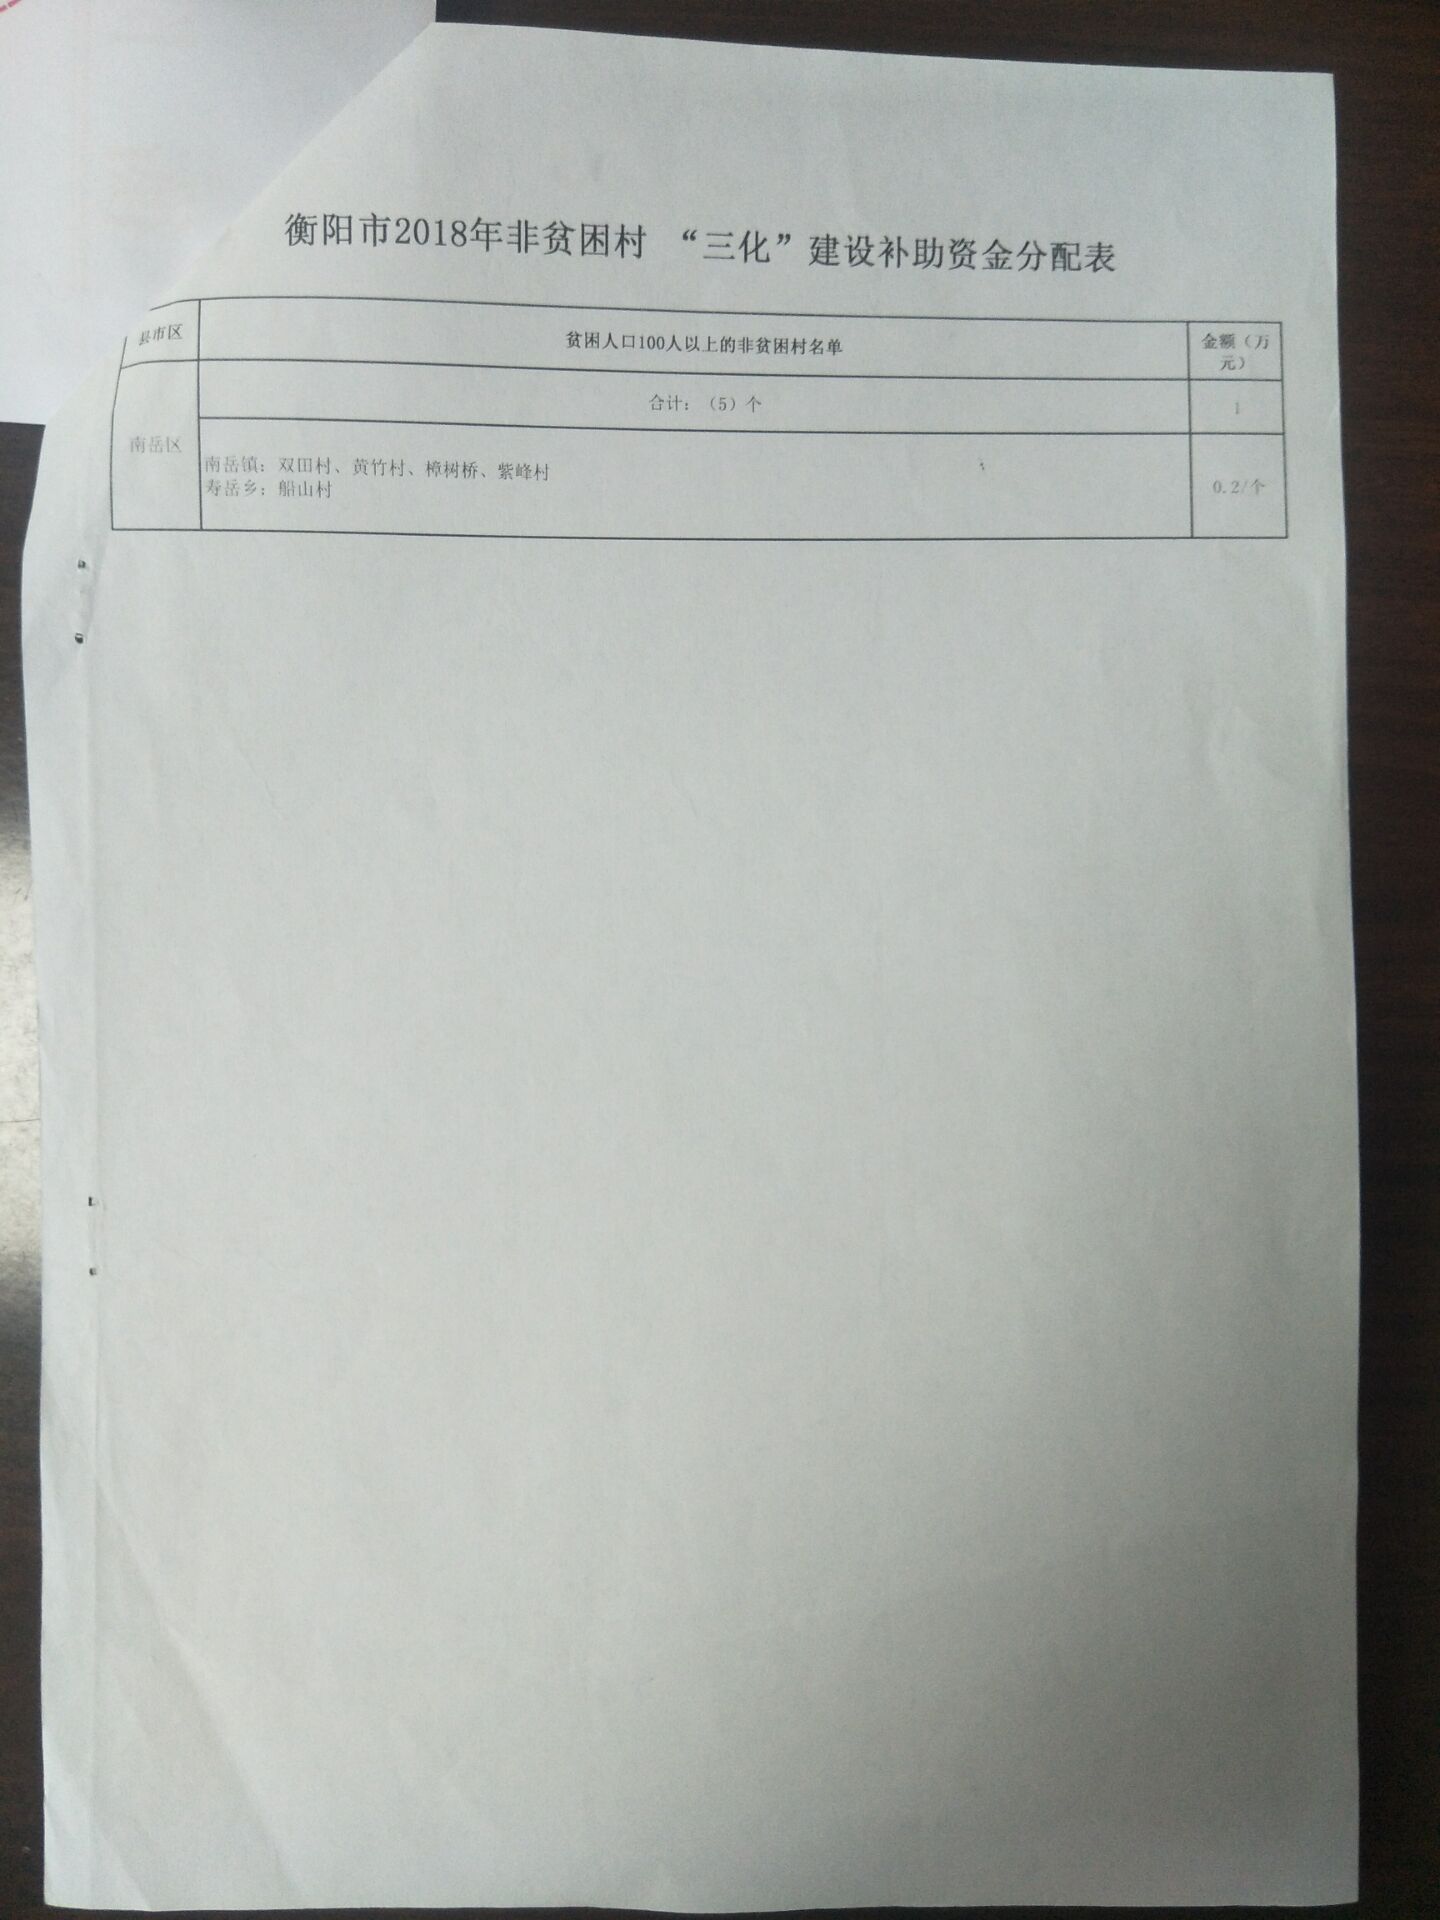 衡阳市2018年非贫困村 “三化”建设补助资金分配表
县市区
贫困人口100人以上的非贫困村名单
金额（万
元）
南岳区
合计：（5）个
1
南岳镇：双田村、黄竹村、樟树桥、紫峰村
寿岳乡：船山村
0.2/个